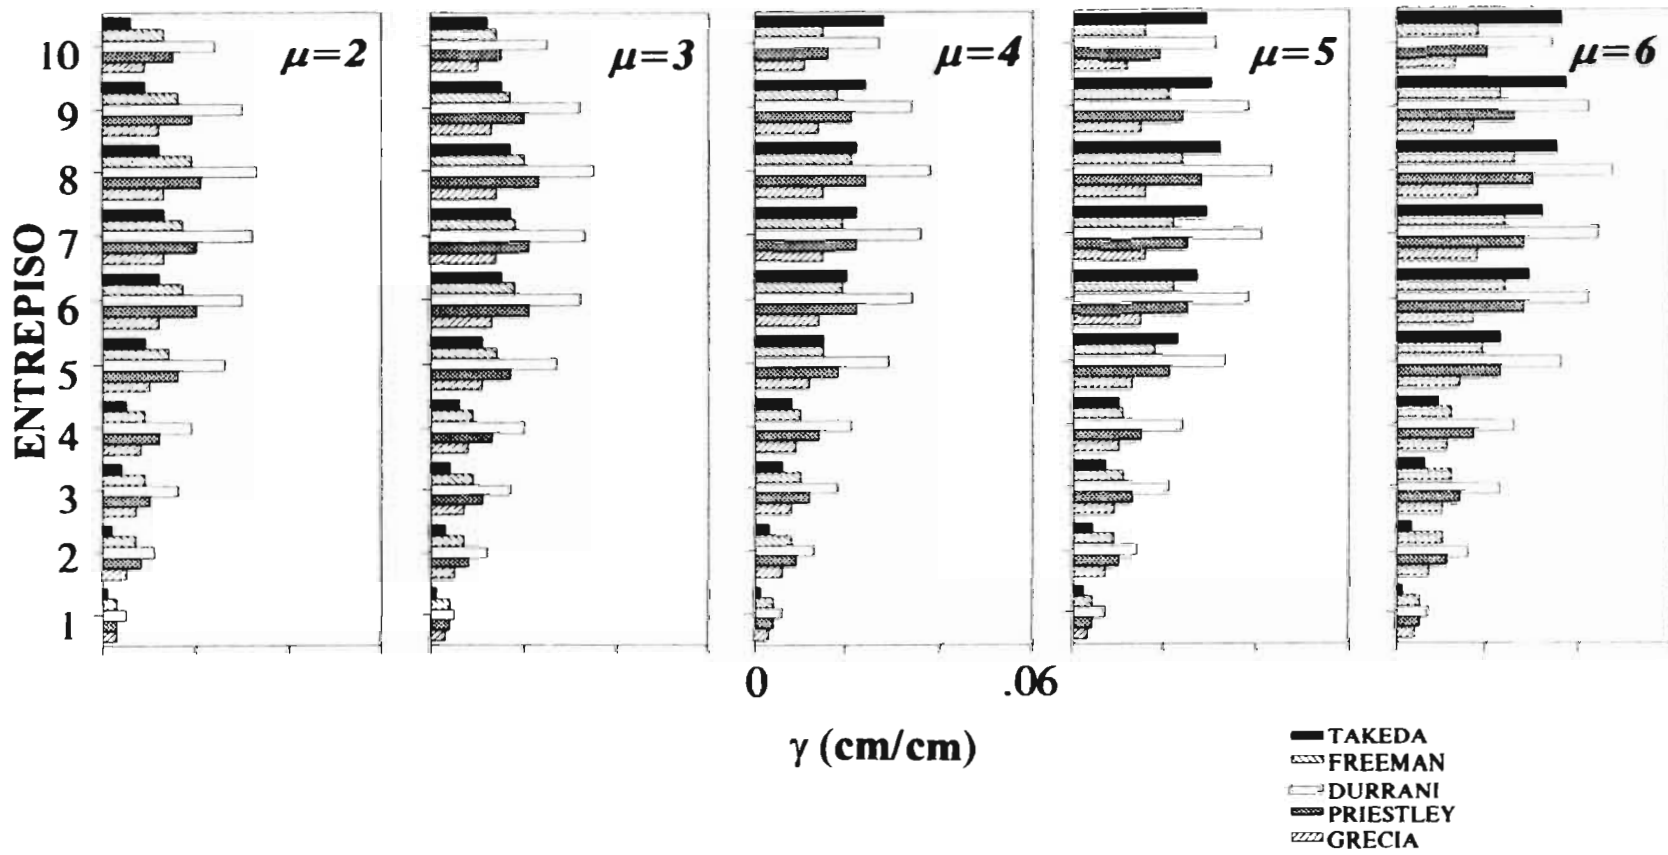 μ=2
μ=3
μ=4
μ=5
μ=6
ENTREPISO
10
9
8
7
6
5
4
3
2
1
0
.06
γ (cm/cm)
TAKEDA
FREEMAN
DURRANI
PRIESTLEY
GRECIA